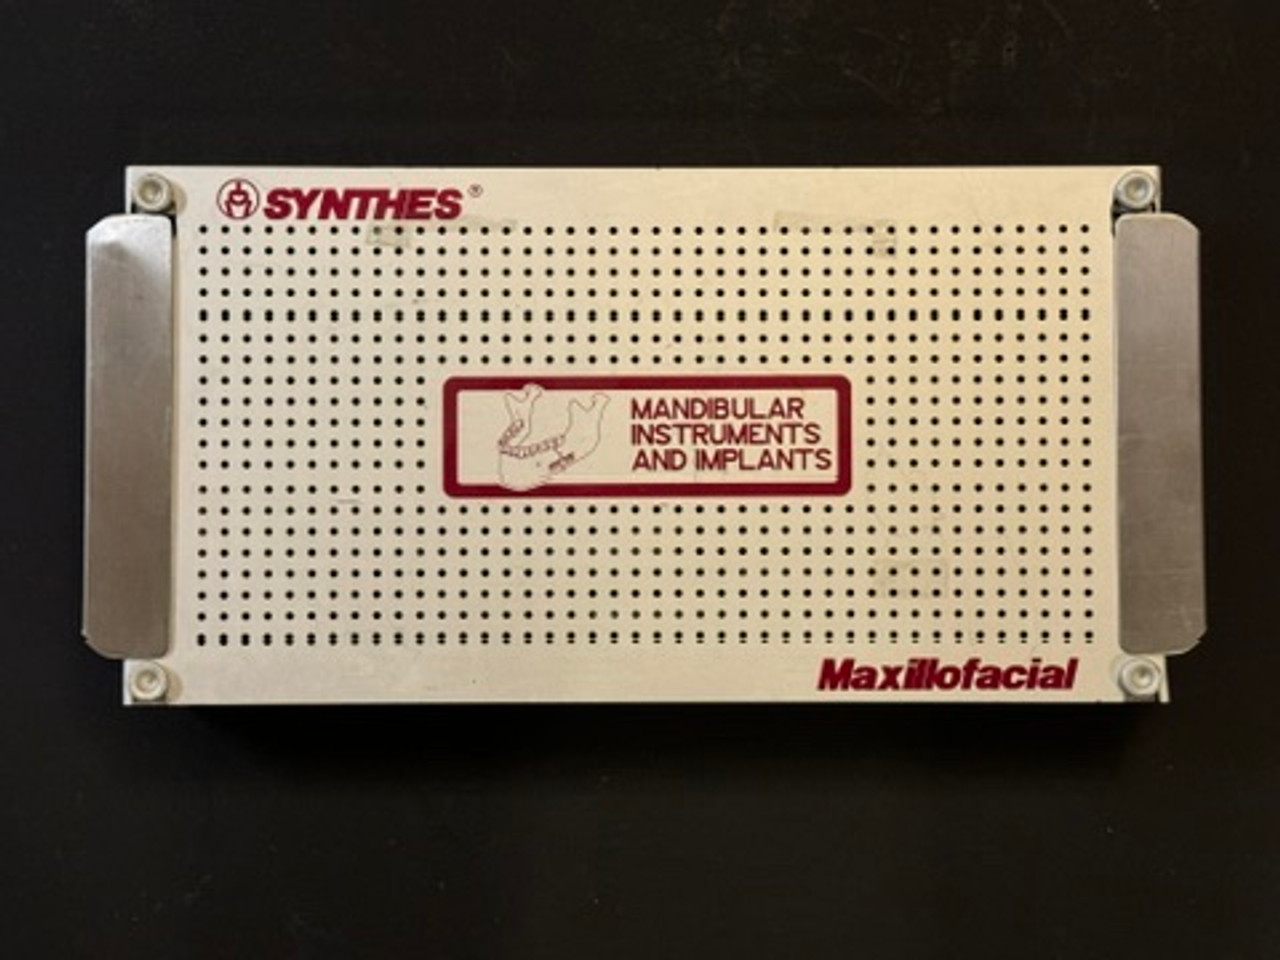 SYNTHES®
MANDIBULAR
INSTRUMENTS
AND IMPLANTS
Maxillofacial